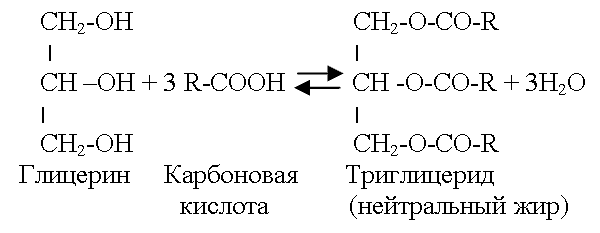 CH₂-OH CH₂-O-CO-R
CH –OH + 3 R-COOH ⇌ CH -O-CO-R + 3H₂O
CH₂-OH CH₂-O-CO-R
Глицерин Карбоновая Триглицерид
кислота (нейтральный жир)